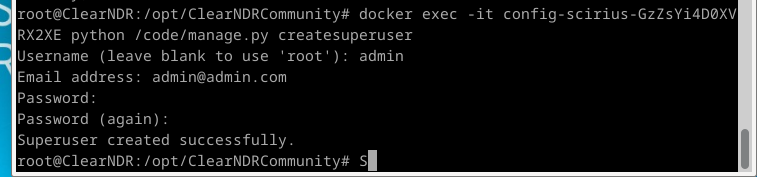 root@ClearNDR:/opt/ClearNDRCommunity# docker exec -it config-scirius-GzZsYi4D0XV
RX2XE python /code/manage.py createsuperuser
Username (leave blank to use 'root'): admin
Email address: admin@admin.com
Password:
Password (again):
Superuser created successfully.
root@ClearNDR:/opt/ClearNDRCommunity# S